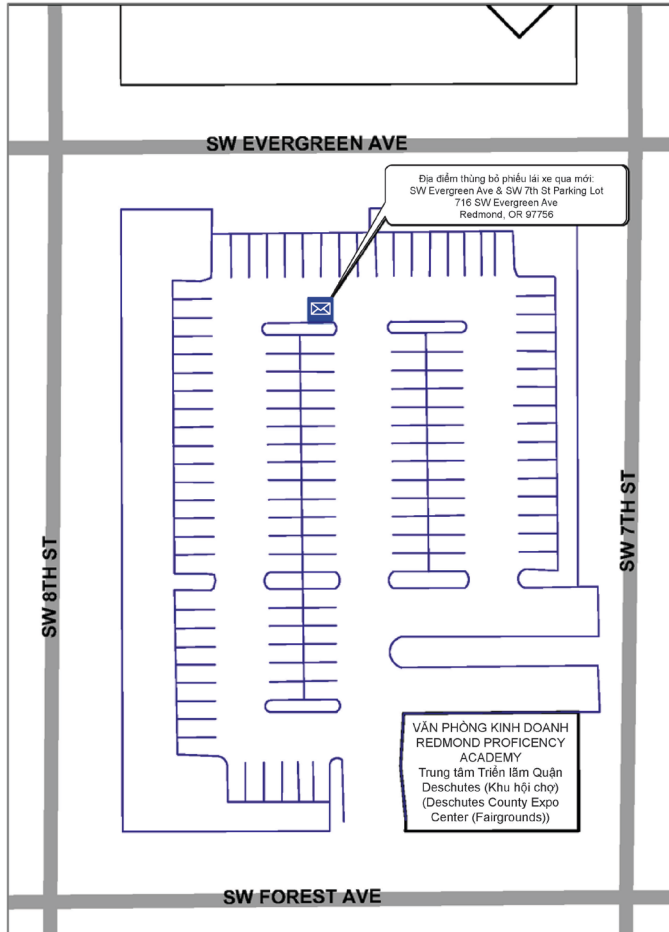 SW EVERGREEN AVE
Địa điểm thùng bỏ phiếu lái xe qua mới:
SW Evergreen Ave & SW 7th St Parking Lot
716 SW Evergreen Ave
Redmond, OR 97756
SW 8TH ST
SW 7TH ST
VĂN PHÒNG KINH DOANH
REDMOND PROFICENCY
ACADEMY
Trung tâm Triển lãm Quận
Deschutes (Khu hội chợ)
(Deschutes County Expo
Center (Fairgrounds))
SW FOREST AVE